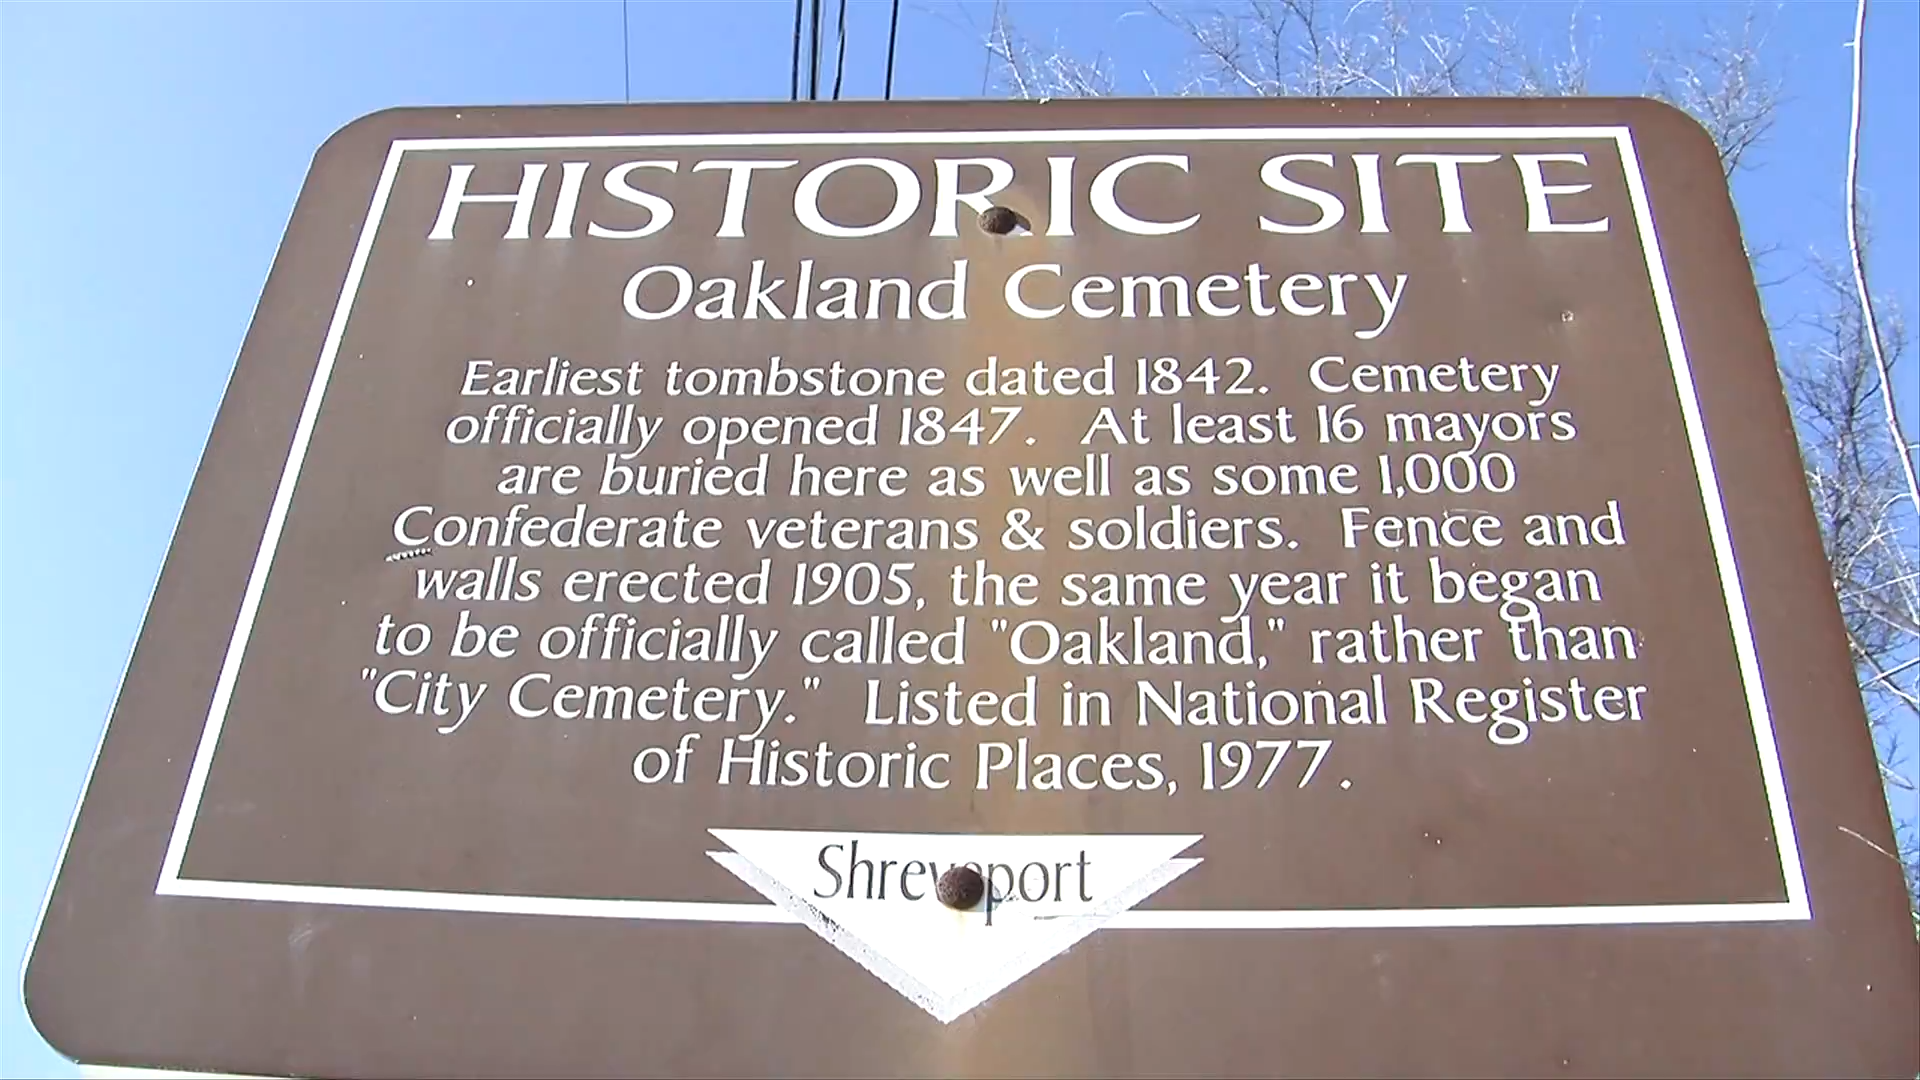 HISTORIC SITE
Oakland Cemetery
Earliest tombstone dated 1842. Cemetery
officially opened 1847. At least 16 mayors
are buried here as well as some 1,000
Confederate veterans & soldiers. Fence and
walls erected 1905, the same year it began
to be officially called "Oakland," rather than
"City Cemetery." Listed in National Register
of Historic Places, 1977.
Shreveport